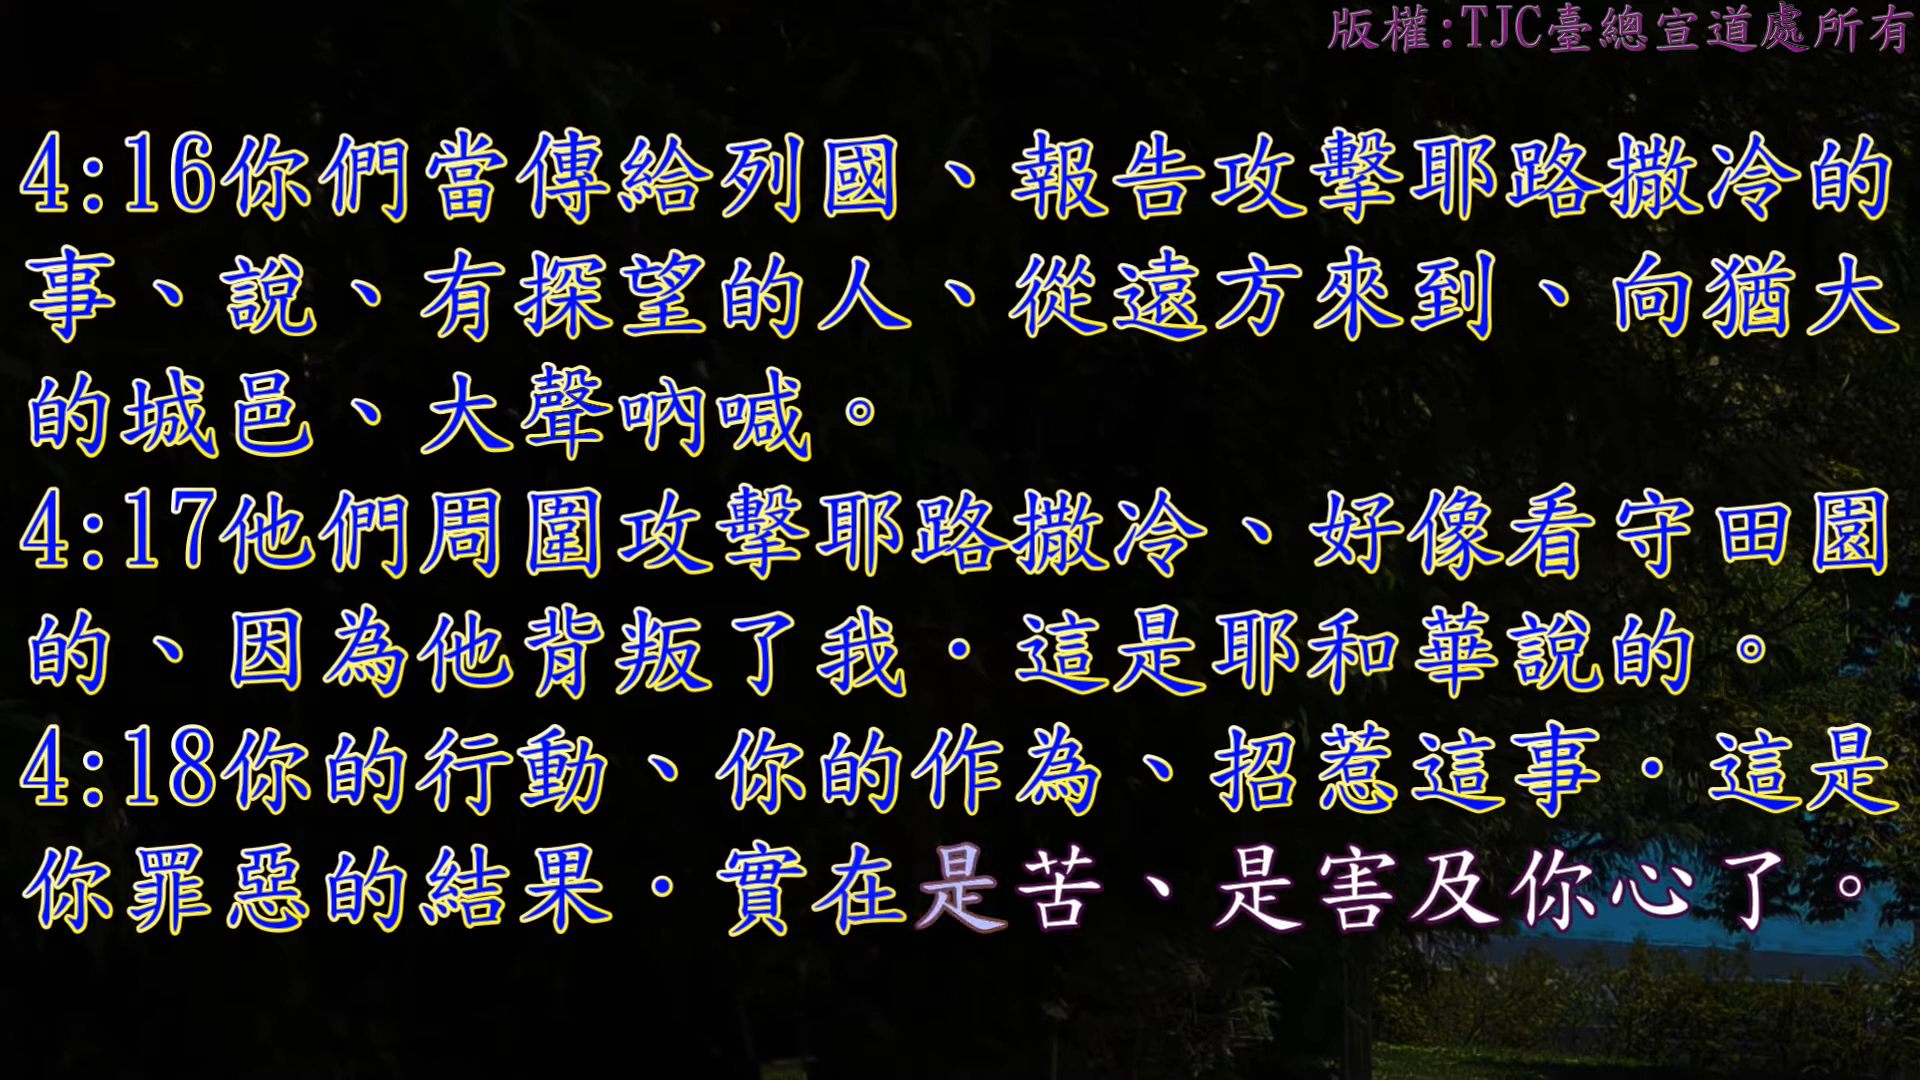 版權:TJC臺總宣道處所有
4:16你們當傳給列國、報告攻擊耶路撒冷的
事、說、有探望的人、從遠方來到、向猶大
的城邑、大聲吶喊。
4:17他們周圍攻擊耶路撒冷、好像看守田園
的、因為他背叛了我．這是耶和華說的。
4:18你的行動、你的作為、招惹這事．這是
你罪惡的結果．實在是苦、是害及你心了。